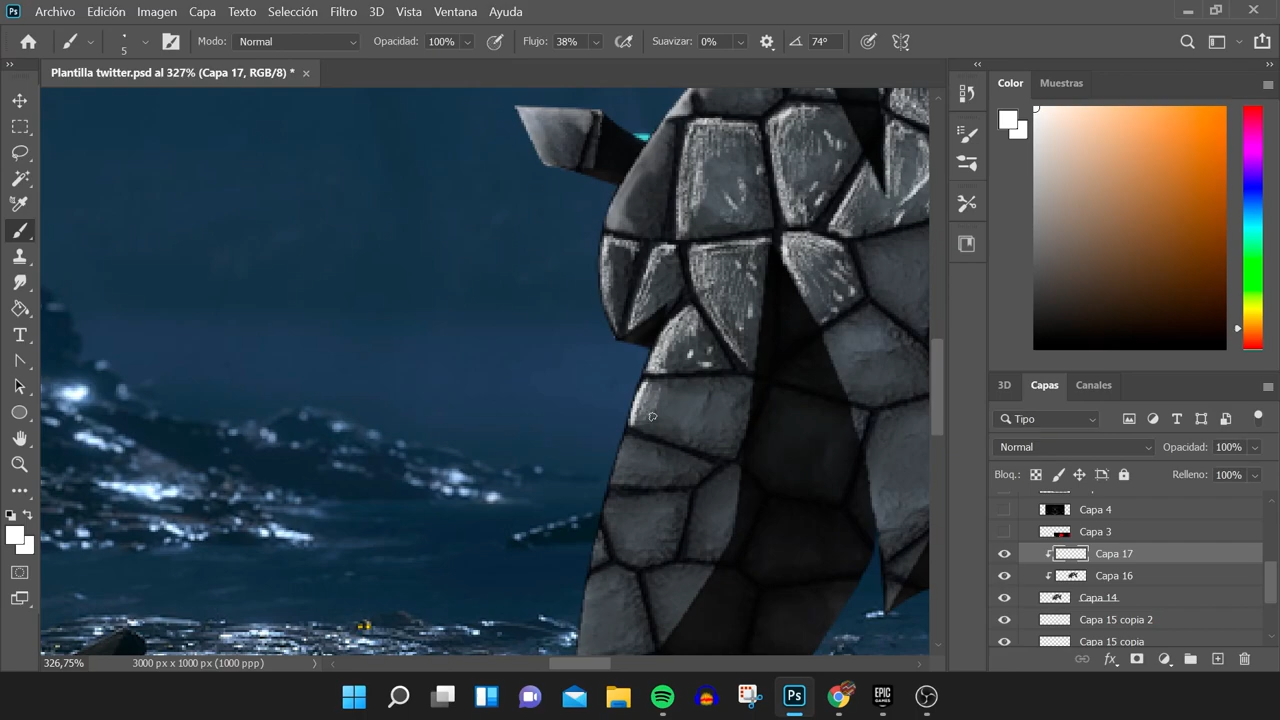 Ps Archivo Edición Imagen Capa Texto Selección Filtro 3D Vista Ventana Ayuda
5 Modo: Normal Opacidad: 100% Flujo: 38% Suavizar: 0% 74°
Plantilla twitter.psd al 327% (Capa 17, RGB/8) * ×
Color Muestras
3D Capas Canales
Tipo
Normal Opacidad: 100%
Bloq.: Relleno: 100%
Capa 4
Capa 3
Capa 17
Capa 16
Capa 14
Capa 15 copia 2
Capa 15 copia
326,75% 3000 px x 1000 px (1000 ppp)
fx
Ps EPIC GAMES